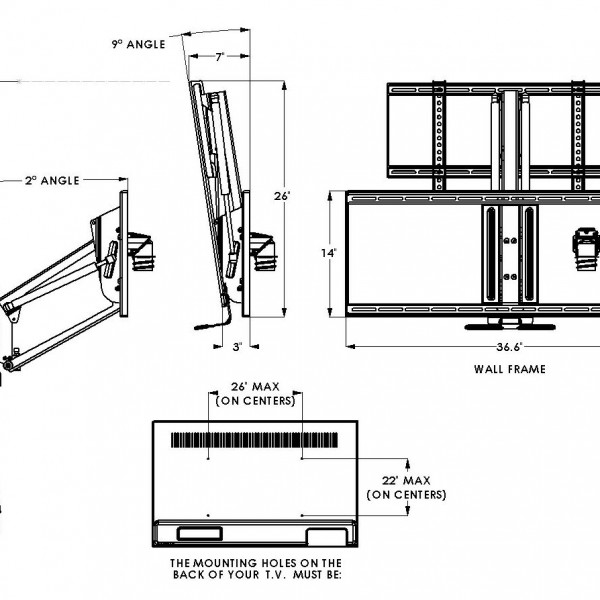 9° ANGLE
7"
2° ANGLE
26"
14"
3"
36.6"
WALL FRAME
26" MAX
(ON CENTERS)
22" MAX
(ON CENTERS)
THE MOUNTING HOLES ON THE
BACK OF YOUR T.V. MUST BE: